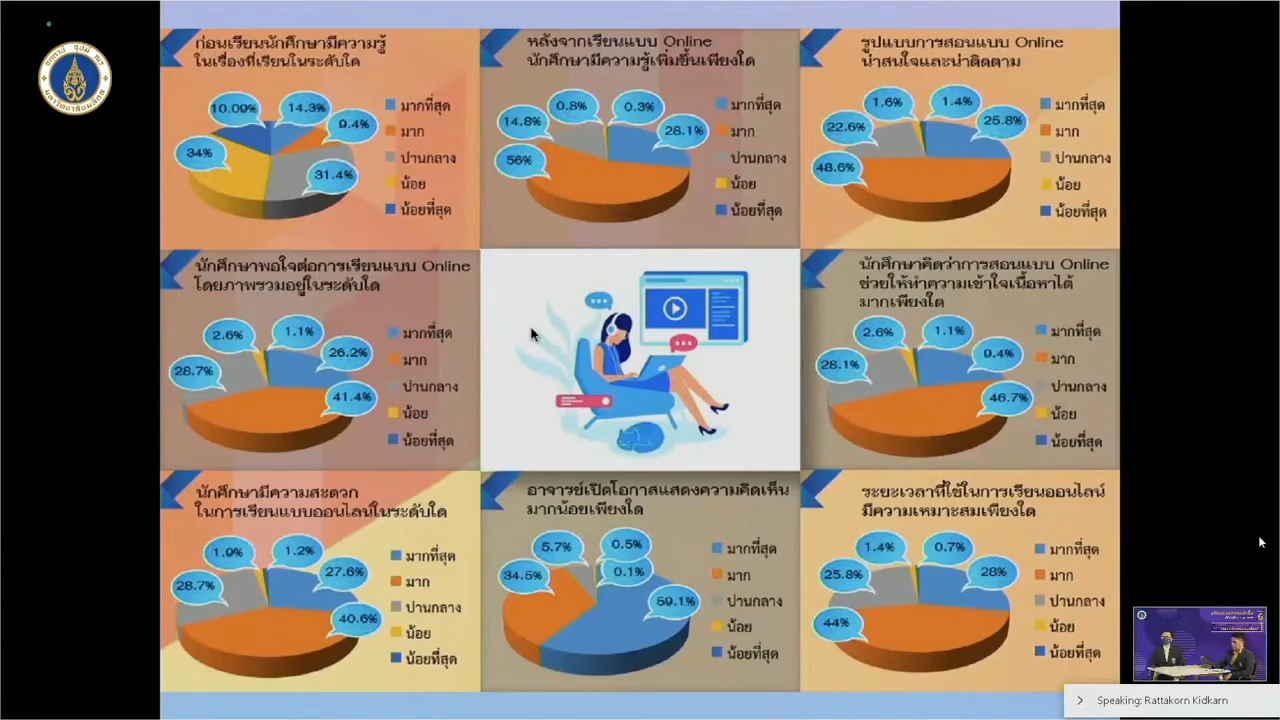 ก่อนเรียนนักศึกษามีความรู้
ในเรื่องที่เรียนในระดับใด
10.09%
14.3%
9.4%
34%
31.4%
มากที่สุด
มาก
ปานกลาง
น้อย
น้อยที่สุด
หลังจากเรียนแบบ Online
นักศึกษามีความรู้เพิ่มขึ้นเพียงใด
0.8%
0.3%
14.8%
28.1%
56%
มากที่สุด
มาก
ปานกลาง
น้อย
น้อยที่สุด
รูปแบบการสอนแบบ Online
น่าสนใจและน่าติดตาม
1.6%
1.4%
22.6%
25.8%
48.6%
มากที่สุด
มาก
ปานกลาง
น้อย
น้อยที่สุด
นักศึกษาพอใจต่อการเรียนแบบ Online
โดยภาพรวมอยู่ในระดับใด
2.6%
1.1%
26.2%
28.7%
41.4%
มากที่สุด
มาก
ปานกลาง
น้อย
น้อยที่สุด
นักศึกษาคิดว่าการสอนแบบ Online
ช่วยให้ทำความเข้าใจเนื้อหาได้
มากเพียงใด
2.6%
1.1%
28.1%
9.4%
46.7%
มากที่สุด
มาก
ปานกลาง
น้อย
น้อยที่สุด
นักศึกษามีความสะดวก
ในการเรียนแบบออนไลน์ในระดับใด
1.9%
1.2%
28.7%
27.6%
40.6%
มากที่สุด
มาก
ปานกลาง
น้อย
น้อยที่สุด
อาจารย์เปิดโอกาสแสดงความคิดเห็น
มากน้อยเพียงใด
5.7%
0.5%
34.5%
0.1%
59.1%
มากที่สุด
มาก
ปานกลาง
น้อย
น้อยที่สุด
ระยะเวลาที่ใช้ในการเรียนออนไลน์
มีความเหมาะสมเพียงใด
1.4%
0.7%
25.8%
28%
44%
มากที่สุด
มาก
ปานกลาง
น้อย
น้อยที่สุด
Speaking: Rattakorn Kidkarn